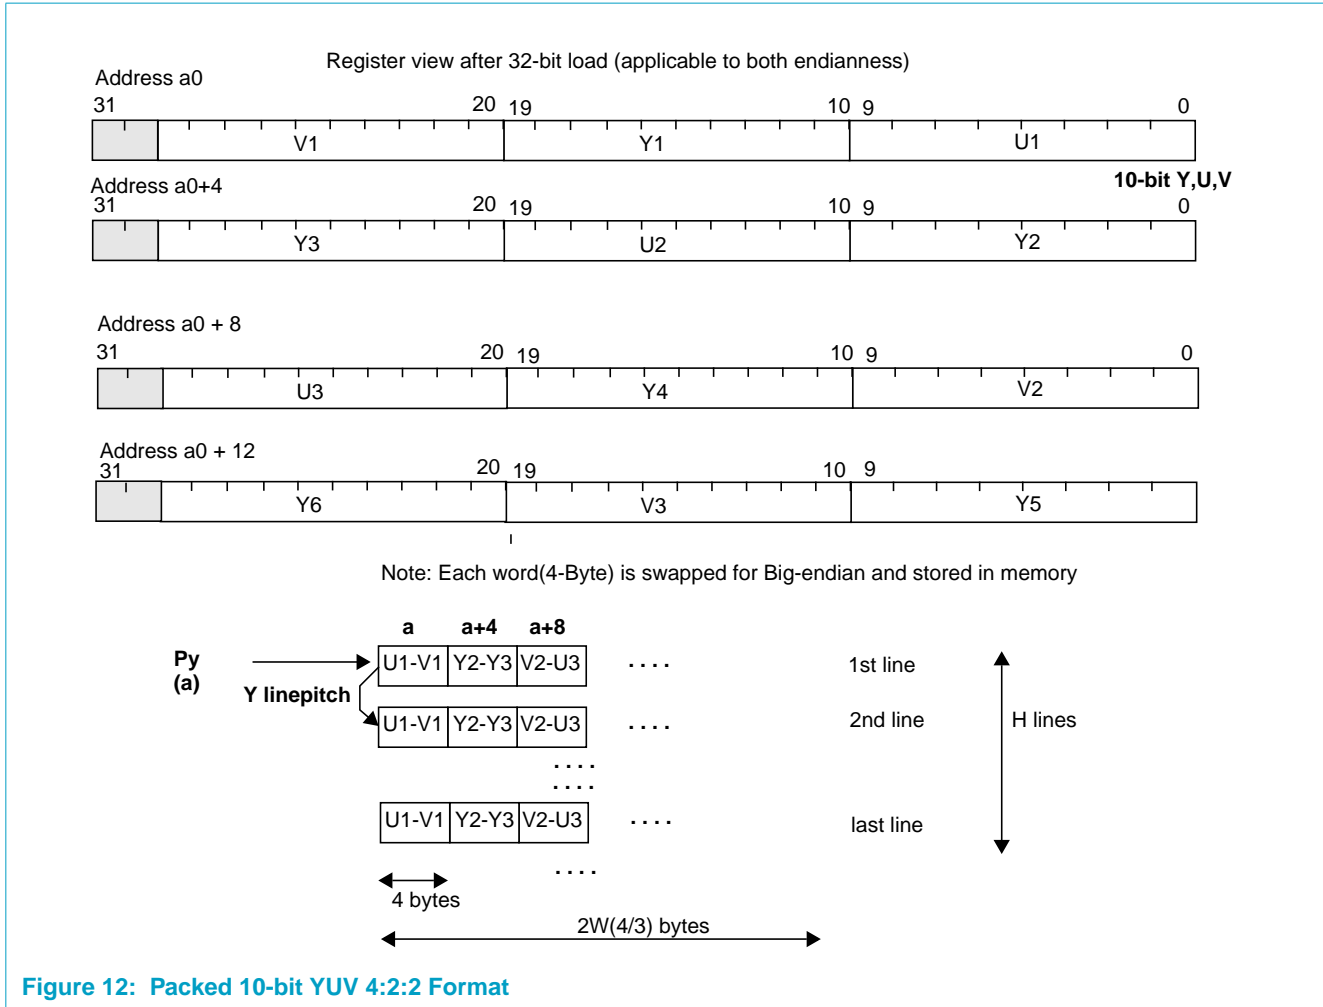 Register view after 32-bit load (applicable to both endianness)
Address a0
31 20 19 10 9 0
V1 Y1 U1
10-bit Y,U,V
Address a0+4
31 20 19 10 9 0
Y3 U2 Y2
Address a0 + 8
31 20 19 10 9 0
U3 Y4 V2
Address a0 + 12
31 20 19 10 9
Y6 V3 Y5
Note: Each word(4-Byte) is swapped for Big-endian and stored in memory
a a+4 a+8
Py U1-V1 Y2-Y3 V2-U3 .... 1st line
(a)
Y linepitch
U1-V1 Y2-Y3 V2-U3 .... 2nd line H lines
....
....
U1-V1 Y2-Y3 V2-U3 .... last line
....
4 bytes
2W(4/3) bytes
Figure 12: Packed 10-bit YUV 4:2:2 Format